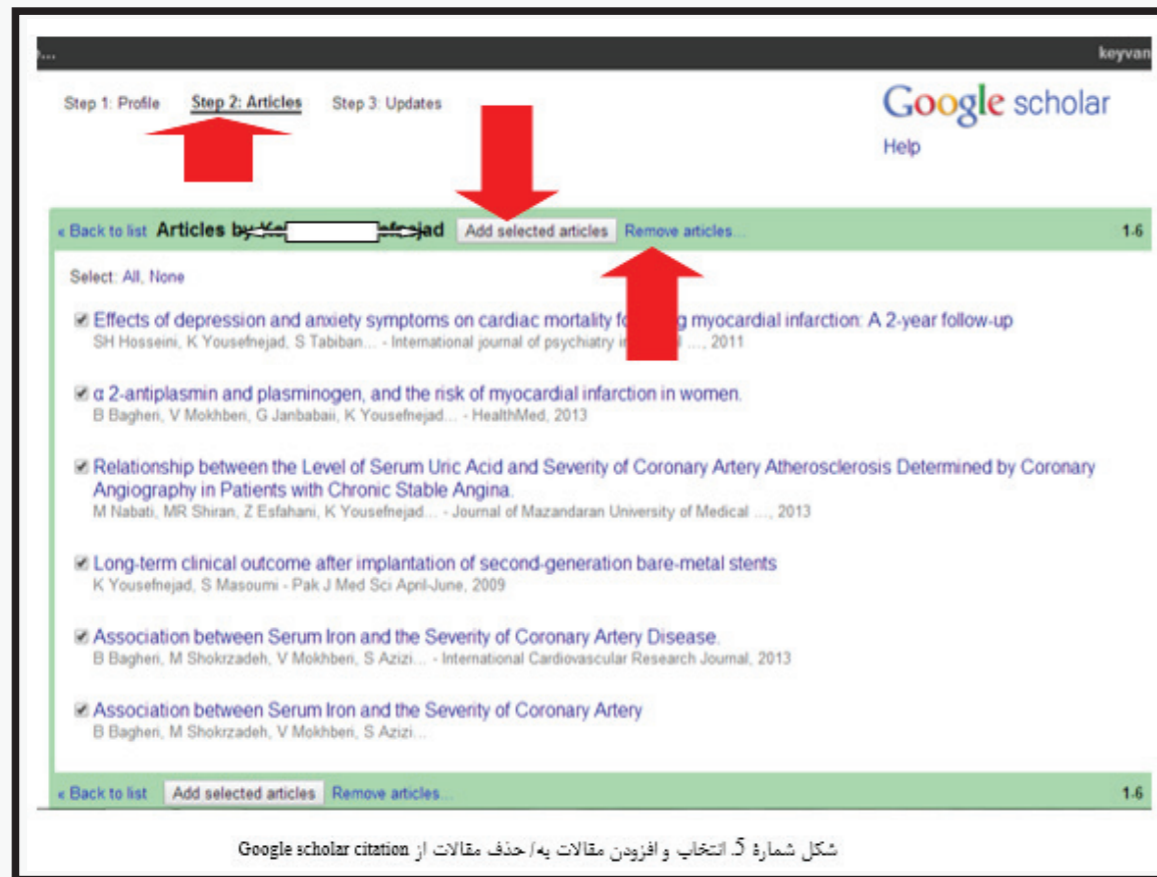 ... keyvan
Step 1: Profile Step 2: Articles Step 3: Updates
Google scholar
Help
« Back to list Articles by efnejad Add selected articles Remove articles... 1-6
Select: All, None
Effects of depression and anxiety symptoms on cardiac mortality myocardial infarction: A 2-year follow-up
SH Hosseini, K Yousefnejad, S Tabiban... - International journal of psychiatry ..., 2011
α 2-antiplasmin and plasminogen, and the risk of myocardial infarction in women.
B Bagheri, V Mokhberi, G Janbabaii, K Yousefnejad... - HealthMed, 2013
Relationship between the Level of Serum Uric Acid and Severity of Coronary Artery Atherosclerosis Determined by Coronary
Angiography in Patients with Chronic Stable Angina.
M Nabati, MR Shiran, Z Esfahani, K Yousefnejad... - Journal of Mazandaran University of Medical ..., 2013
Long-term clinical outcome after implantation of second-generation bare-metal stents
K Yousefnejad, S Masoumi - Pak J Med Sci April-June, 2009
Association between Serum Iron and the Severity of Coronary Artery Disease.
B Bagheri, M Shokrzadeh, V Mokhberi, S Azizi... - International Cardiovascular Research Journal, 2013
Association between Serum Iron and the Severity of Coronary Artery
B Bagheri, M Shokrzadeh, V Mokhberi, S Azizi...
« Back to list Add selected articles Remove articles... 1-6
شکل شمارۀ 5. انتخاب و افزودن مقالات به/ حذف مقالات از Google scholar citation